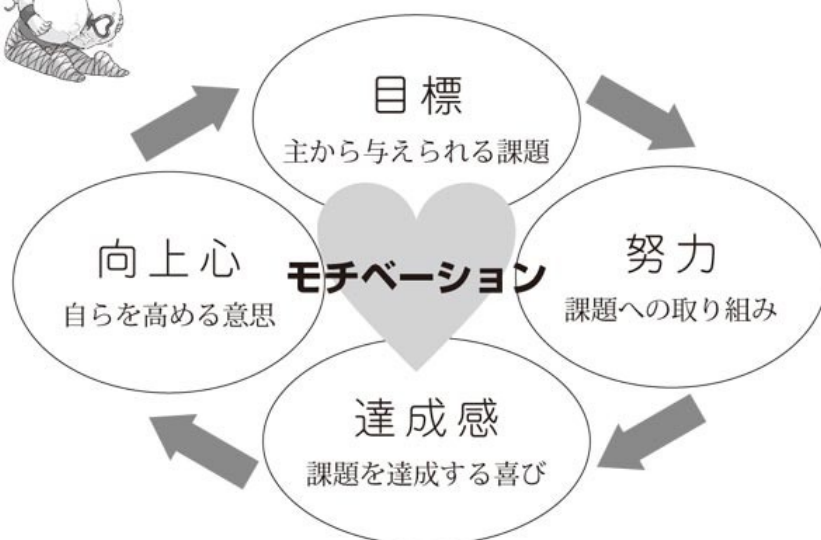 目標
主から与えられる課題
向上心
自らを高める意思
モチベーション
努力
課題への取り組み
達成感
課題を達成する喜び